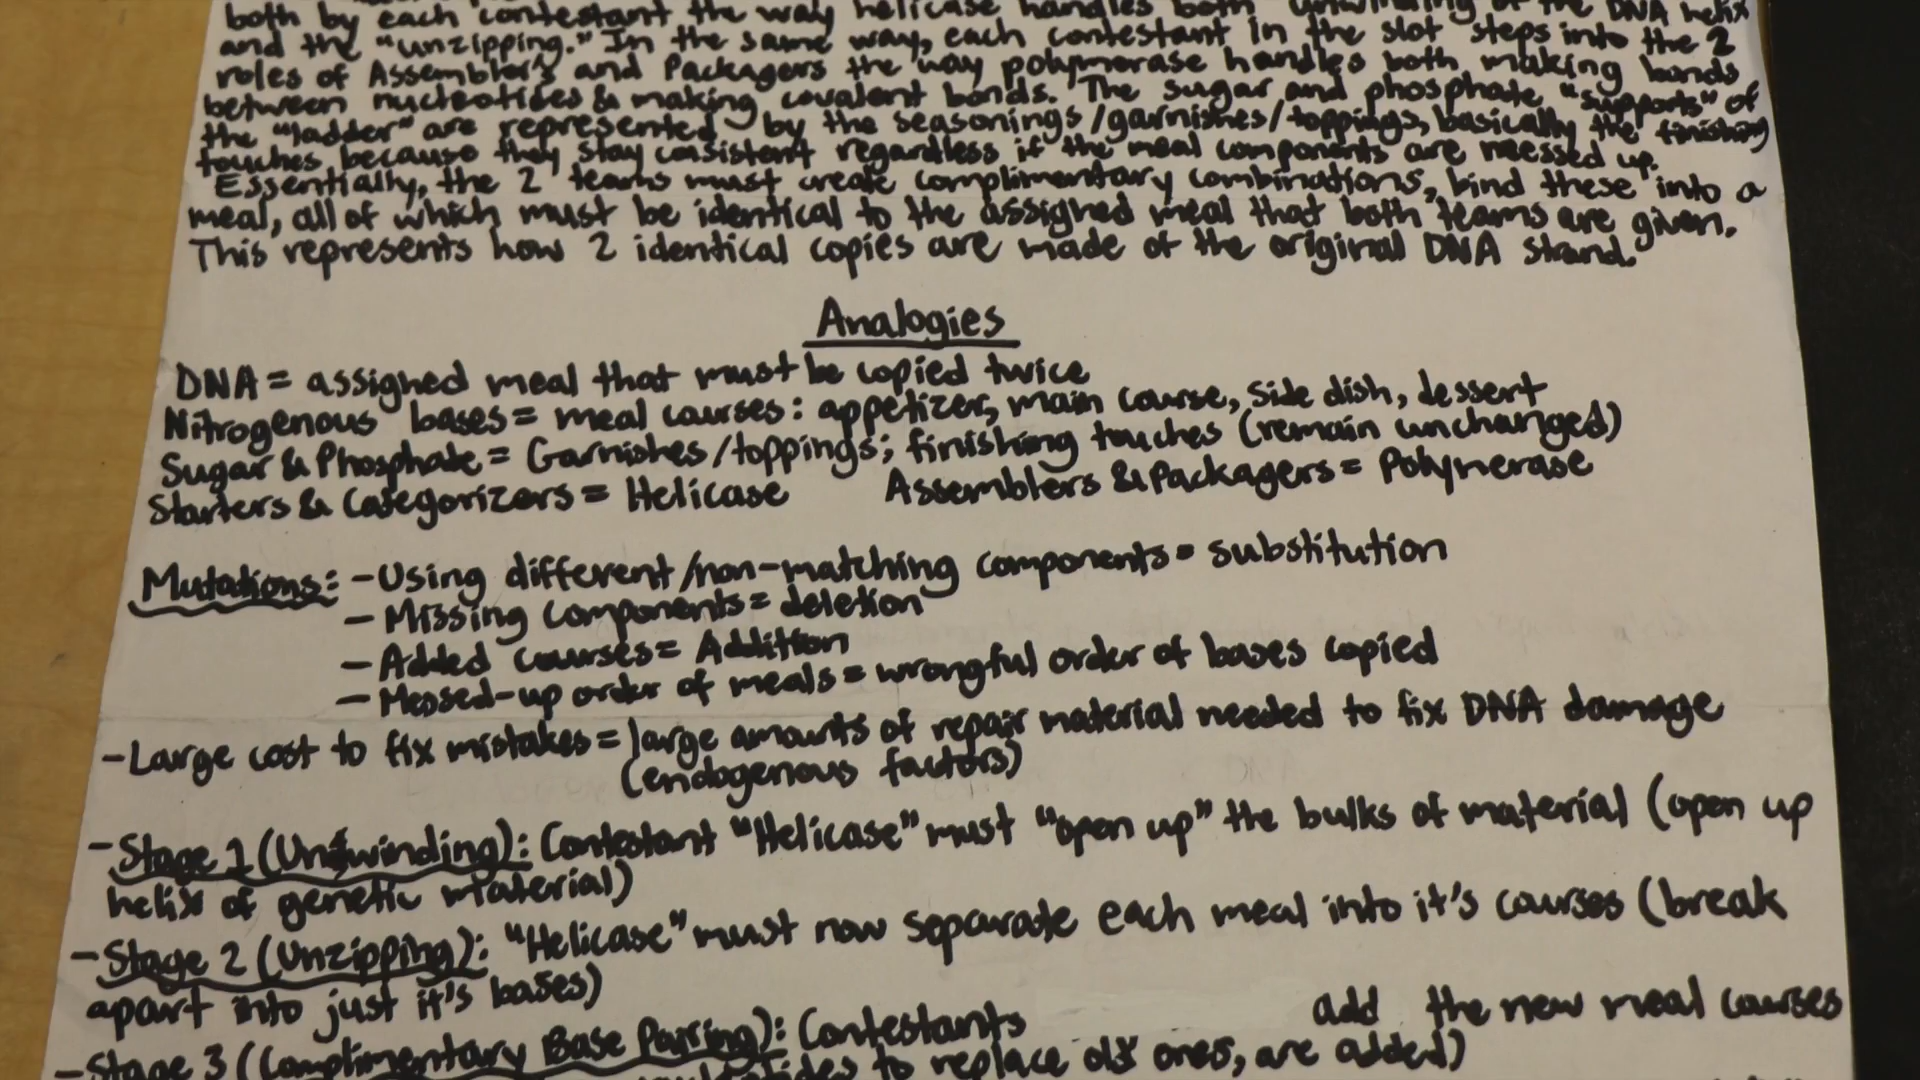 both by each contestant the way helicase handles both unwinding of the DNA helix
and the "unzipping." In the same way, each contestant in the slot steps into the 2
roles of Assemblers and Packagers the way polymerase handles both making bonds
between nucleotides & making covalent bonds. The sugar and phosphate "supports" of
the "ladder" are represented by the seasonings/garnishes/toppings, basically the finishing
touches because they stay consistent regardless if the meal components are messed up.
Essentially, the 2 teams must create complimentary combinations, bind these into a
meal, all of which must be identical to the assigned meal that both teams are given.
This represents how 2 identical copies are made of the original DNA strand.
Analogies
DNA = assigned meal that must be copied twice
Nitrogenous bases = meal courses: appetizer, main course, side dish, dessert
Sugar & Phosphate = Garnishes/toppings; finishing touches (remain unchanged)
Starters & Categorizers = Helicase Assemblers & Packagers = Polymerase
Mutations: - Using different/non-matching components = substitution
- Missing components = deletion
- Added courses = Addition
- Messed-up order of meals = wrongful order of bases copied
- Large cost to fix mistakes = large amounts of repair material needed to fix DNA damage
(endogenous factors)
- Stage 1 (Unwinding): Contestant "Helicase" must "open up" the bulks of material (open up
helix of genetic material)
- Stage 2 (Unzipping): "Helicase" must now separate each meal into it's courses (break
apart into just it's bases)
- Stage 3 (Complimentary Base Pairing): Contestants add the new meal courses
to replace old ones, are added)